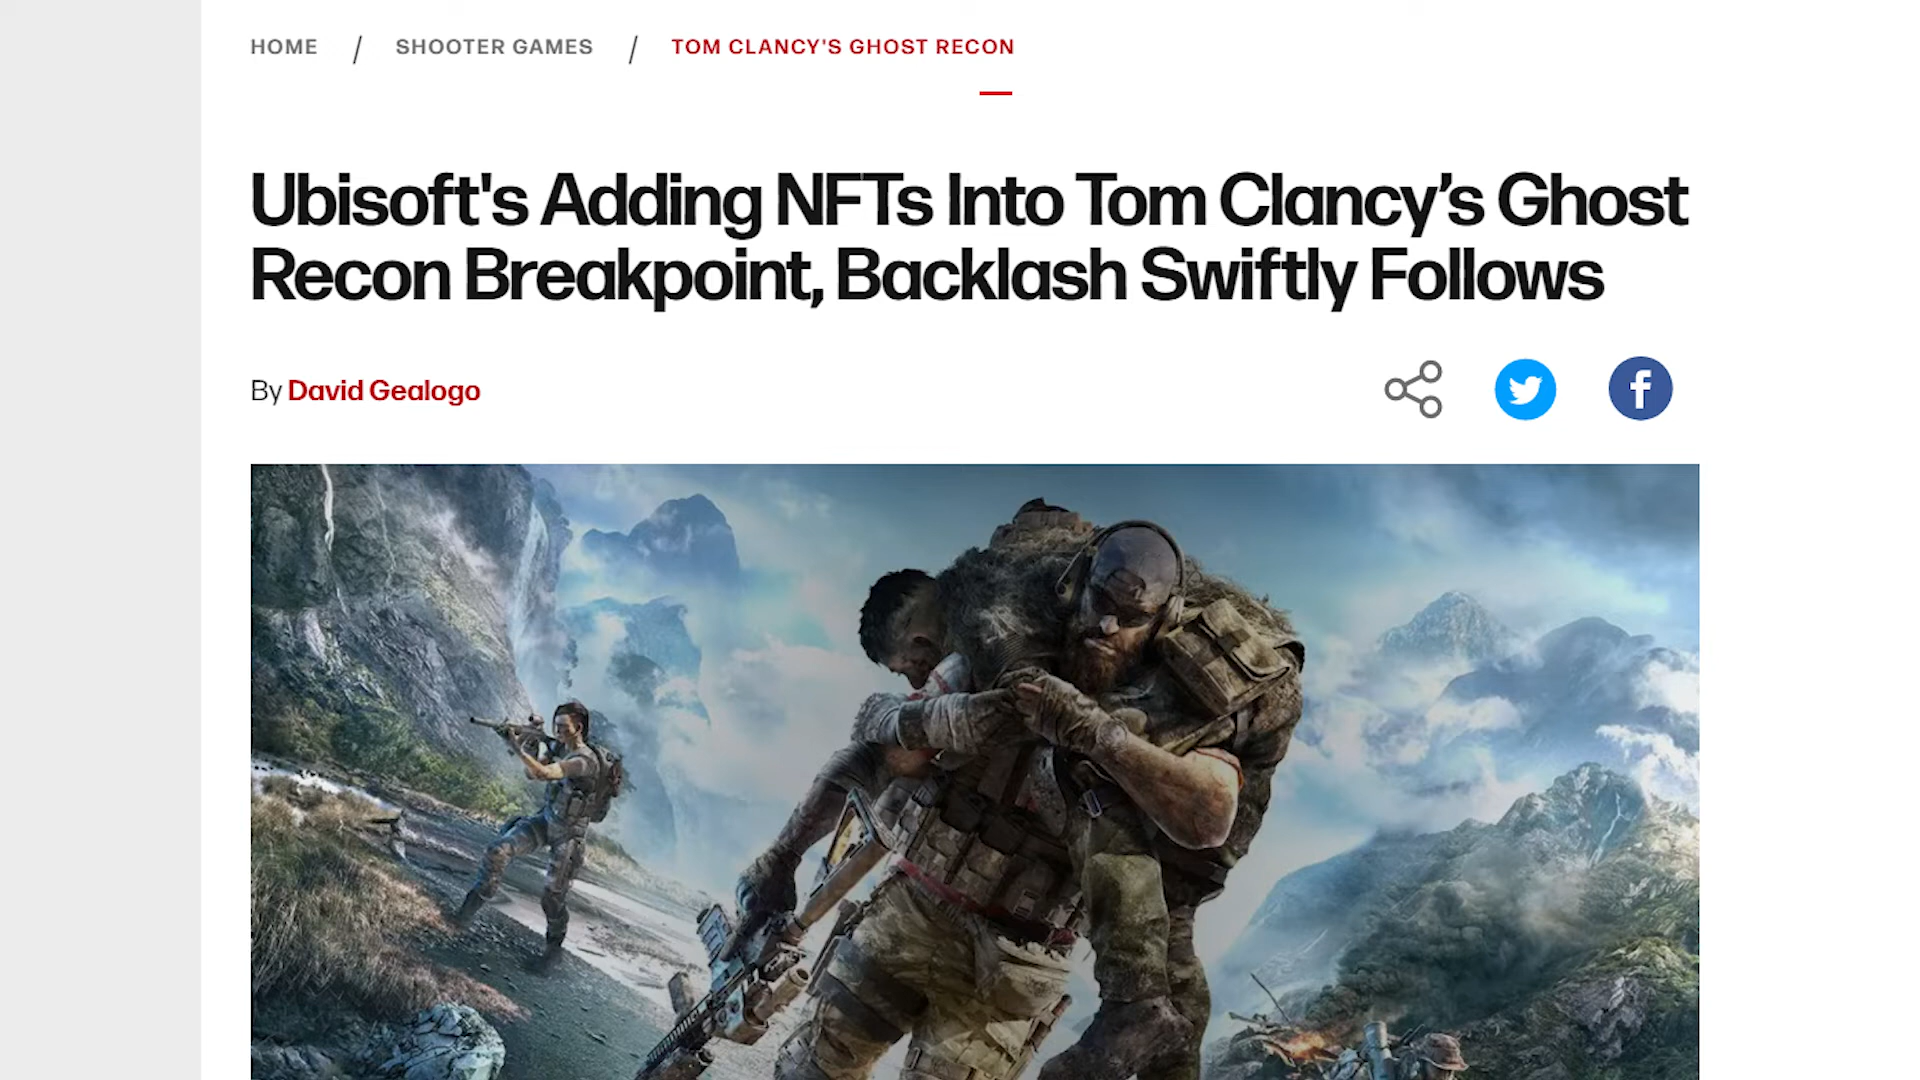 HOME / SHOOTER GAMES / TOM CLANCY'S GHOST RECON
Ubisoft's Adding NFTs Into Tom Clancy’s Ghost
Recon Breakpoint, Backlash Swiftly Follows
By David Gealogo